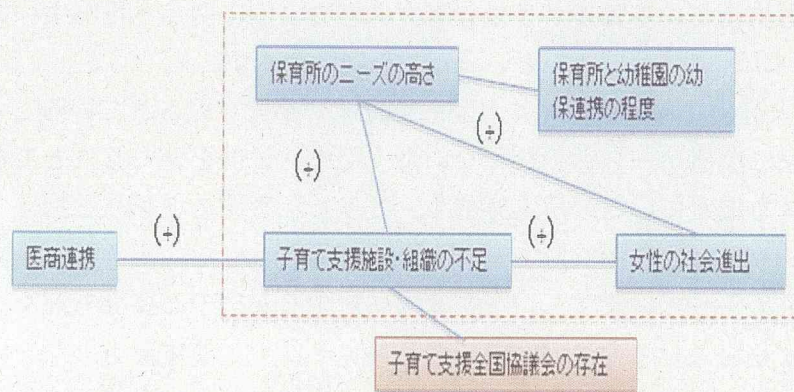 保育所のニーズの高さ
保育所と幼稚園の幼
保連携の程度
(+)
(+)
(+)
(+)
医商連携
子育て支援施設・組織の不足
女性の社会進出
子育て支援全国協議会の存在